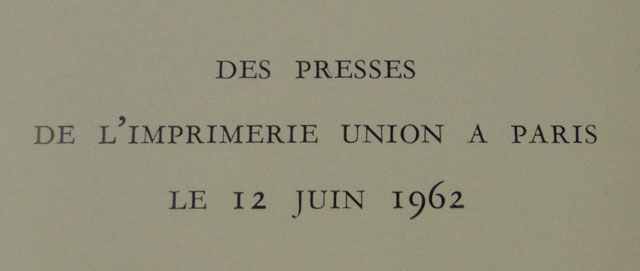 DES PRESSES
DE L'IMPRIMERIE UNION A PARIS
LE 12 JUIN 1962